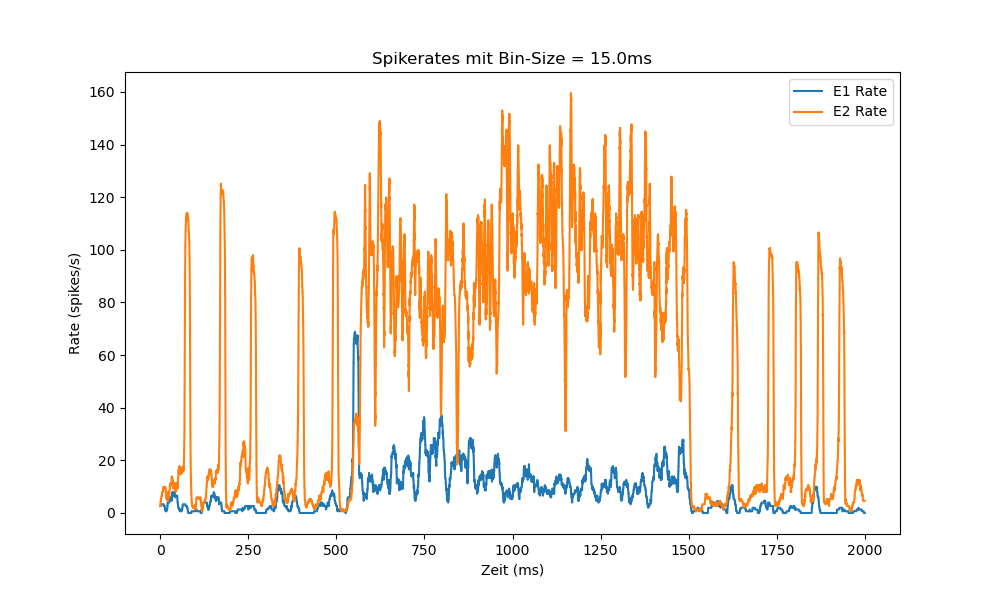 Spikerates mit Bin-Size = 15.0ms
E1 Rate
E2 Rate
Rate (spikes/s)
160
140
120
100
80
60
40
20
0
0 250 500 750 1000 1250 1500 1750 2000
Zeit (ms)